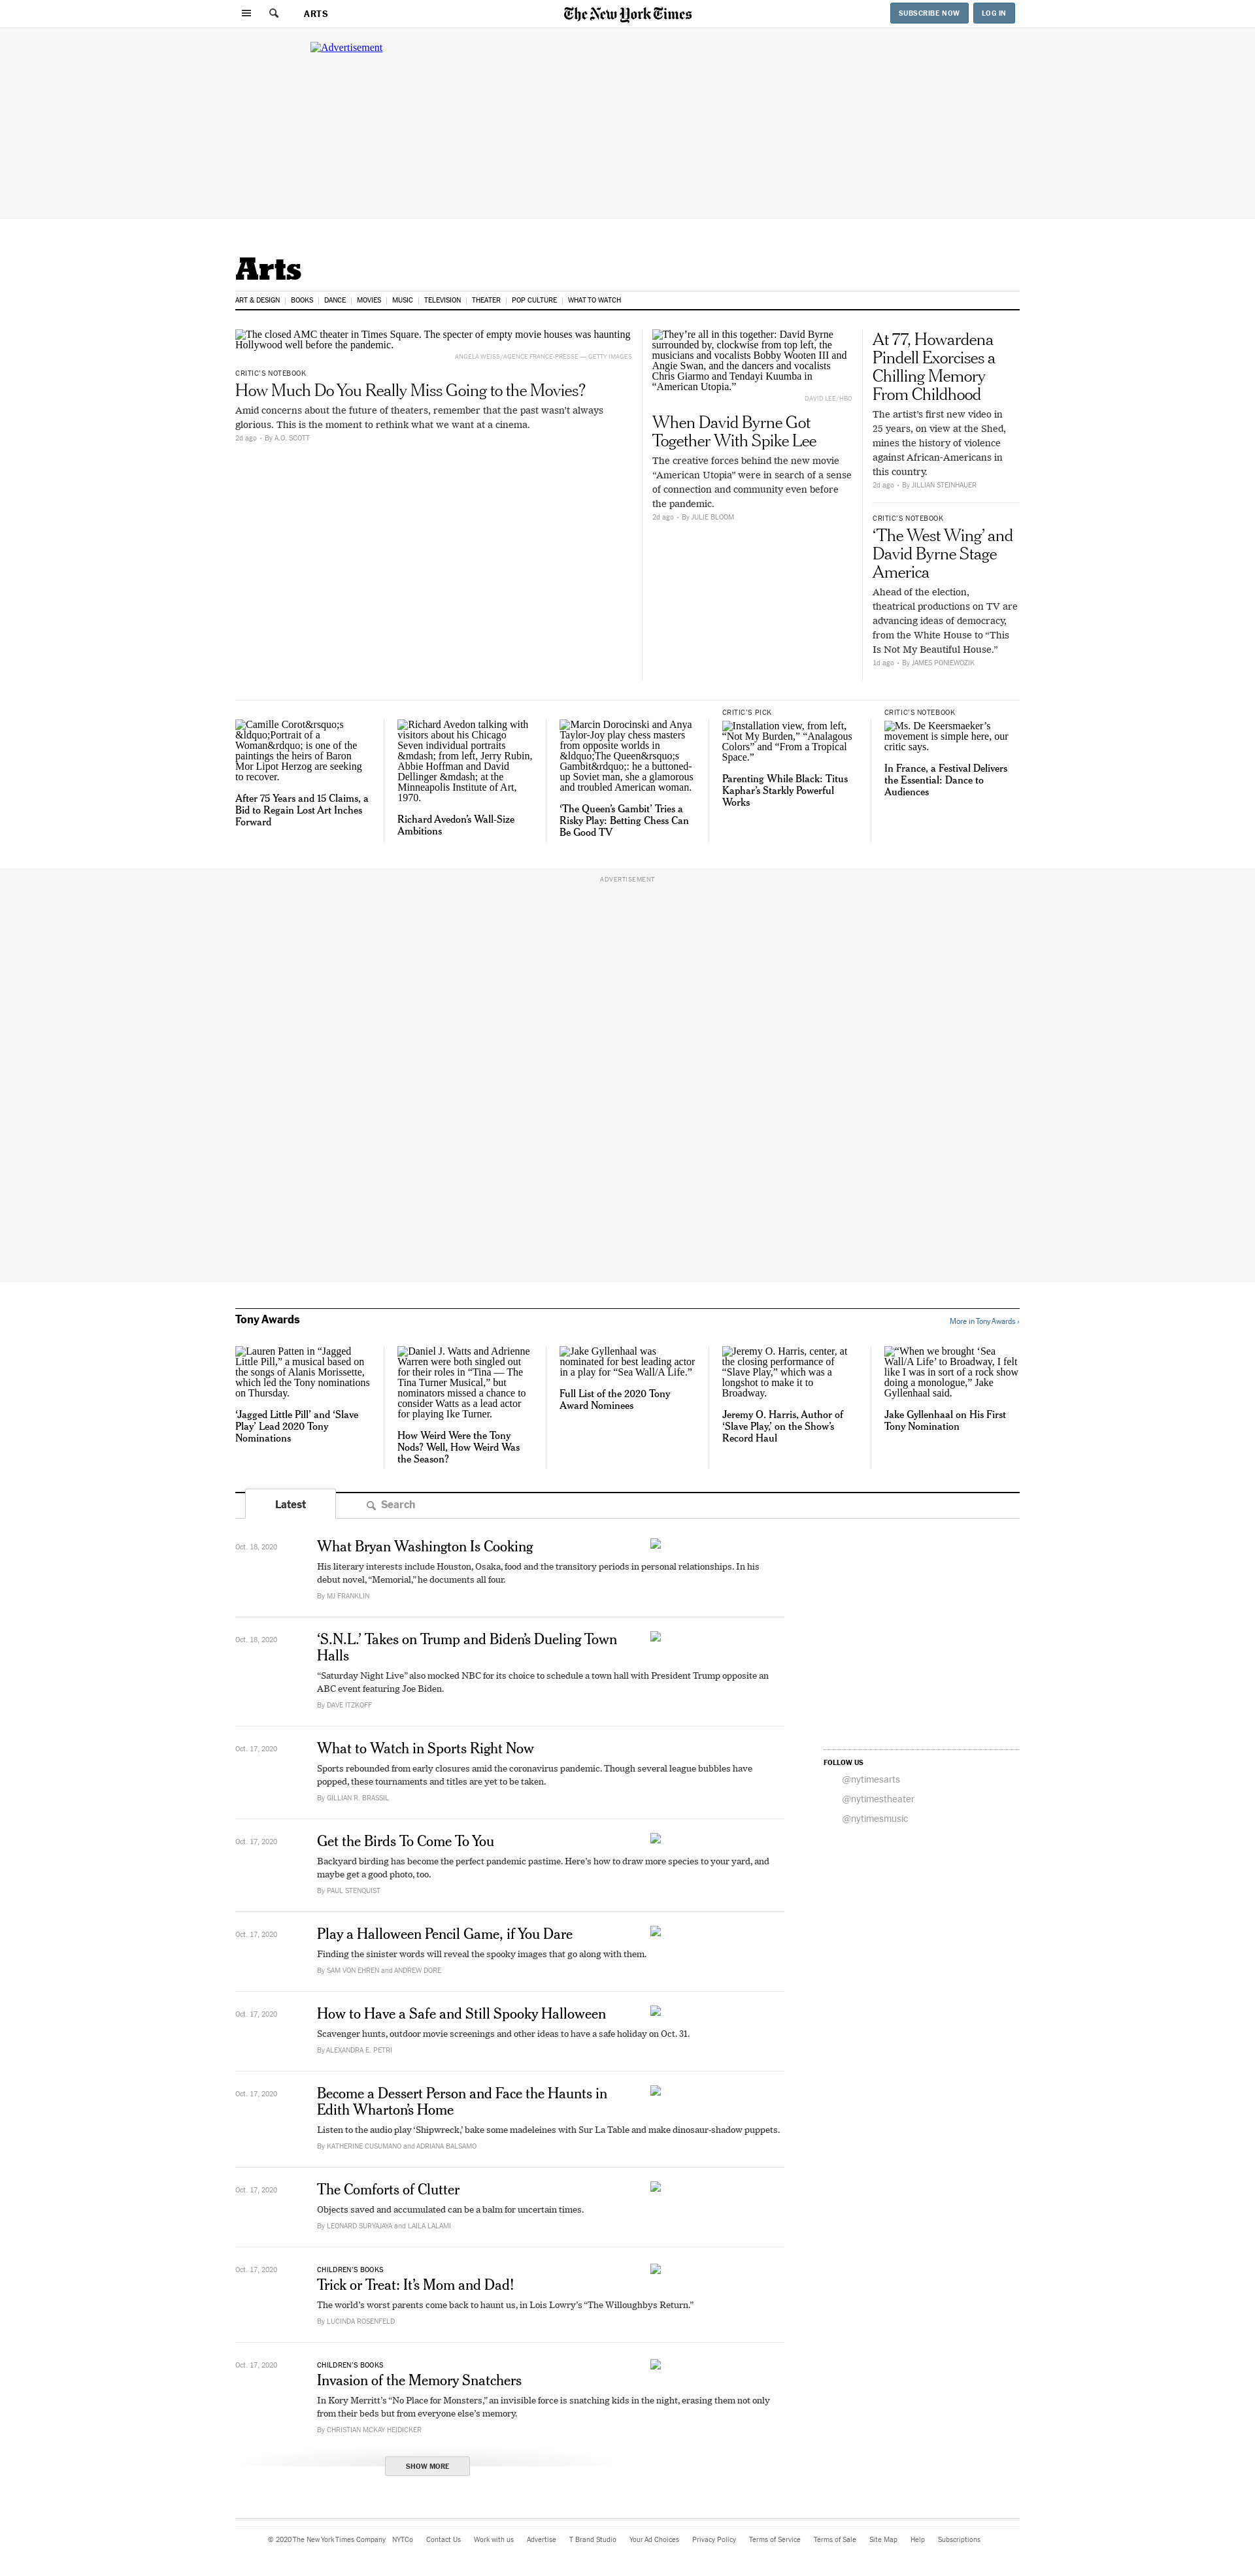 ARTS
The New York Times
SUBSCRIBE NOW
LOG IN
Advertisement
Arts
ART & DESIGN
BOOKS
DANCE
MOVIES
MUSIC
TELEVISION
THEATER
POP CULTURE
WHAT TO WATCH
The closed AMC theater in Times Square. The specter of empty movie houses was haunting
Hollywood well before the pandemic.
ANGELA WEISS/AGENCE FRANCE-PRESSE — GETTY IMAGES
CRITIC'S NOTEBOOK
How Much Do You Really Miss Going to the Movies?
Amid concerns about the future of theaters, remember that the past wasn't always
glorious. This is the moment to rethink what we want at a cinema.
2d ago · By A.O. SCOTT
They're all in this together: David Byrne
surrounded by, clockwise from top left, the
musicians and vocalists Bobby Wooten III and
Angie Swan, and the dancers and vocalists
Chris Giarmo and Tendayi Kuumba in
"American Utopia."
DAVID LEE/HBO
When David Byrne Got
Together With Spike Lee
The creative forces behind the new movie
“American Utopia” were in search of a sense
of connection and community even before
the pandemic.
2d ago · By JULIE BLOOM
At 77, Howardena
Pindell Exorcises a
Chilling Memory
From Childhood
The artist’s first new video in
25 years, on view at the Shed,
mines the history of violence
against African-Americans in
this country.
2d ago · By JILLIAN STEINHAUER
CRITIC’S NOTEBOOK
‘The West Wing’ and
David Byrne Stage
America
Ahead of the election,
theatrical productions on TV are
advancing ideas of democracy,
from the White House to “This
Is Not My Beautiful House.”
1d ago · By JAMES PONIEWOZIK
Camille Corot&rsquo;s
&ldquo;Portrait of a
Woman&rdquo; is one of the
paintings the heirs of Baron
Mor Lipot Herzog are seeking
to recover.
After 75 Years and 15 Claims, a
Bid to Regain Lost Art Inches
Forward
Richard Avedon talking with
visitors about his Chicago
Seven individual portraits
&mdash; from left, Jerry Rubin,
Abbie Hoffman and David
Dellinger &mdash; at the
Minneapolis Institute of Art,
1970.
Richard Avedon’s Wall-Size
Ambitions
Marcin Dorocinski and Anya
Taylor-Joy play chess masters
from opposite worlds in
&ldquo;The Queen&rsquo;s
Gambit&rdquo;: he a buttoned-
up Soviet man, she a glamorous
and troubled American woman.
‘The Queen’s Gambit’ Tries a
Risky Play: Betting Chess Can
Be Good TV
CRITIC’S PICK
Installation view, from left,
“Not My Burden,” “Analagous
Colors” and “From a Tropical
Space.”
Parenting While Black: Titus
Kaphar’s Starkly Powerful
Works
CRITIC’S NOTEBOOK
Ms. De Keersmaeker’s
movement is simple here, our
critic says.
In France, a Festival Delivers
the Essential: Dance to
Audiences
ADVERTISEMENT
Tony Awards
More in Tony Awards ›
Lauren Patten in “Jagged
Little Pill,” a musical based on
the songs of Alanis Morissette,
which led the Tony nominations
on Thursday.
‘Jagged Little Pill’ and ‘Slave
Play’ Lead 2020 Tony
Nominations
Daniel J. Watts and Adrienne
Warren were both singled out
for their roles in “Tina — The
Tina Turner Musical,” but
nominators missed a chance to
consider Watts as a lead actor
for playing Ike Turner.
How Weird Were the Tony
Nods? Well, How Weird Was
the Season?
Jake Gyllenhaal was
nominated for best leading actor
in a play for “Sea Wall/A Life.”
Full List of the 2020 Tony
Award Nominees
Jeremy O. Harris, center, at
the closing performance of
“Slave Play,” which was a
longshot to make it to
Broadway.
Jeremy O. Harris, Author of
‘Slave Play,’ on the Show’s
Record Haul
“When we brought ‘Sea
Wall/A Life’ to Broadway, I felt
like I was in sort of a rock show
doing a monologue,” Jake
Gyllenhaal said.
Jake Gyllenhaal on His First
Tony Nomination
Latest
Search
Oct. 18, 2020
What Bryan Washington Is Cooking
His literary interests include Houston, Osaka, food and the transitory periods in personal relationships. In his
debut novel, “Memorial,” he documents all four.
By MJ FRANKLIN
Oct. 18, 2020
‘S.N.L.’ Takes on Trump and Biden’s Dueling Town
Halls
“Saturday Night Live” also mocked NBC for its choice to schedule a town hall with President Trump opposite an
ABC event featuring Joe Biden.
By DAVE ITZKOFF
Oct. 17, 2020
What to Watch in Sports Right Now
Sports rebounded from early closures amid the coronavirus pandemic. Though several league bubbles have
popped, these tournaments and titles are yet to be taken.
By GILLIAN R. BRASSIL
FOLLOW US
@nytimesarts
@nytimestheater
@nytimesmusic
Oct. 17, 2020
Get the Birds To Come To You
Backyard birding has become the perfect pandemic pastime. Here’s how to draw more species to your yard, and
maybe get a good photo, too.
By PAUL STENQUIST
Oct. 17, 2020
Play a Halloween Pencil Game, if You Dare
Finding the sinister words will reveal the spooky images that go along with them.
By SAM VON EHREN and ANDREW DORE
Oct. 17, 2020
How to Have a Safe and Still Spooky Halloween
Scavenger hunts, outdoor movie screenings and other ideas to have a safe holiday on Oct. 31.
By ALEXANDRA E. PETRI
Oct. 17, 2020
Become a Dessert Person and Face the Haunts in
Edith Wharton’s Home
Listen to the audio play ‘Shipwreck,’ bake some madeleines with Sur La Table and make dinosaur-shadow puppets.
By KATHERINE CUSUMANO and ADRIANA BALSAMO
Oct. 17, 2020
The Comforts of Clutter
Objects saved and accumulated can be a balm for uncertain times.
By LEONARD SURYAJAYA and LAILA LALAMI
Oct. 17, 2020
CHILDREN’S BOOKS
Trick or Treat: It’s Mom and Dad!
The world’s worst parents come back to haunt us, in Lois Lowry’s “The Willoughbys Return.”
By LUCINDA ROSENFELD
Oct. 17, 2020
CHILDREN’S BOOKS
Invasion of the Memory Snatchers
In Kory Merritt’s “No Place for Monsters,” an invisible force is snatching kids in the night, erasing them not only
from their beds but from everyone else’s memory.
By CHRISTIAN MCKAY HEIDICKER
SHOW MORE
© 2020 The New York Times Company NYTCo Contact Us Work with us Advertise T Brand Studio Your Ad Choices Privacy Policy Terms of Service Terms of Sale Site Map Help Subscriptions